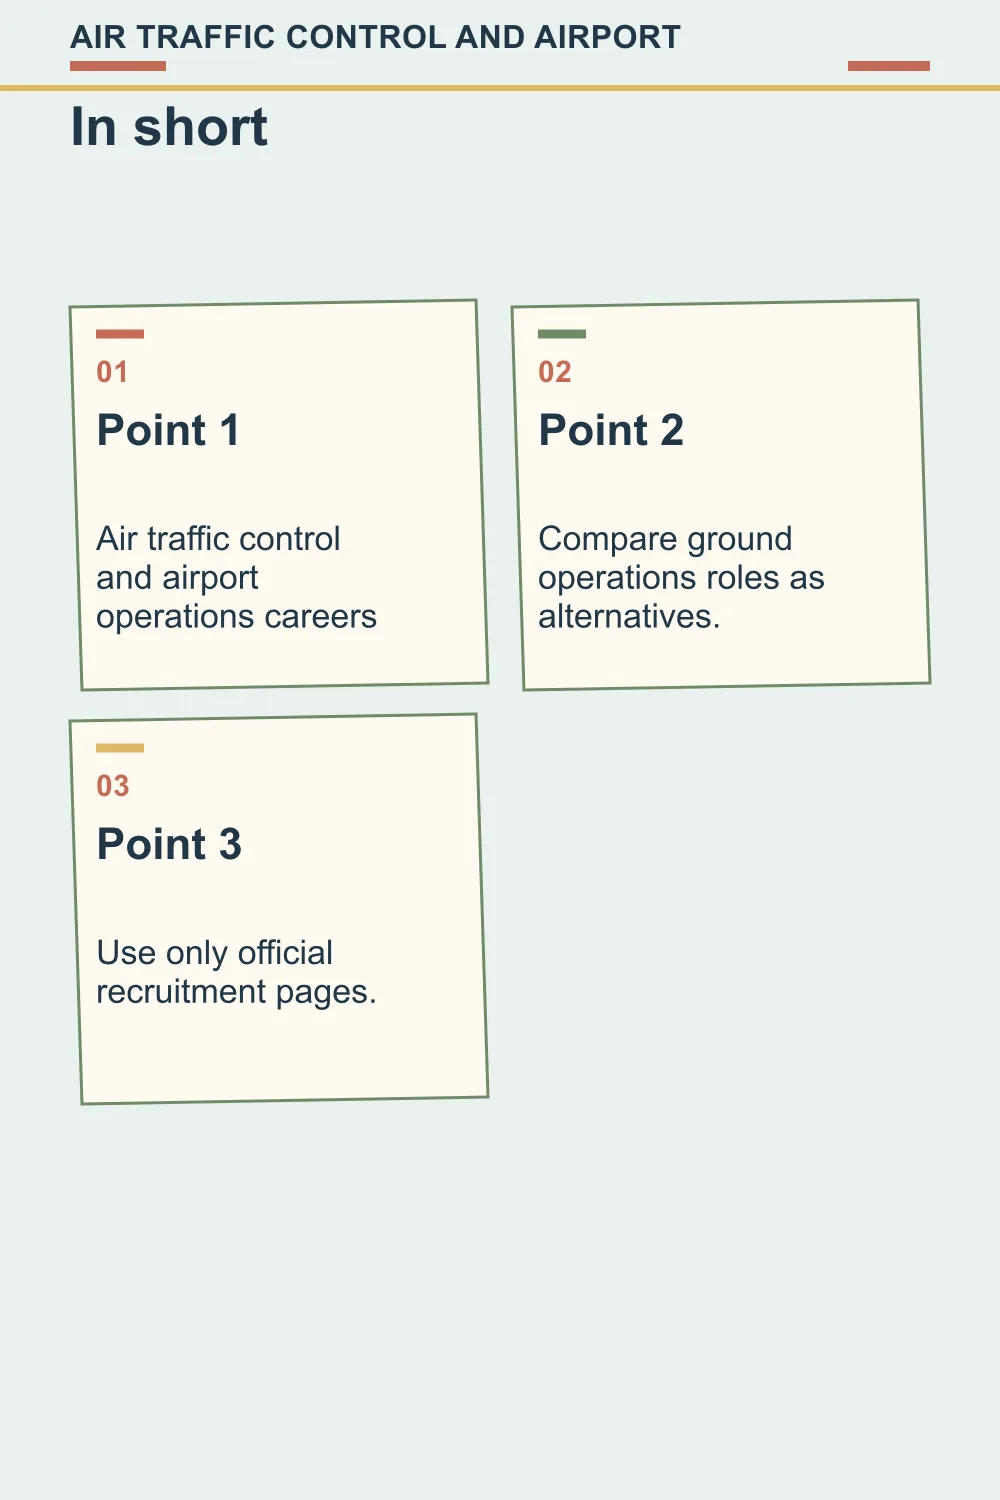 AIR TRAFFIC CONTROL AND AIRPORT
In short
01
Point 1
Air traffic control
and airport
operations careers
02
Point 2
Compare ground
operations roles as
alternatives.
03
Point 3
Use only official
recruitment pages.